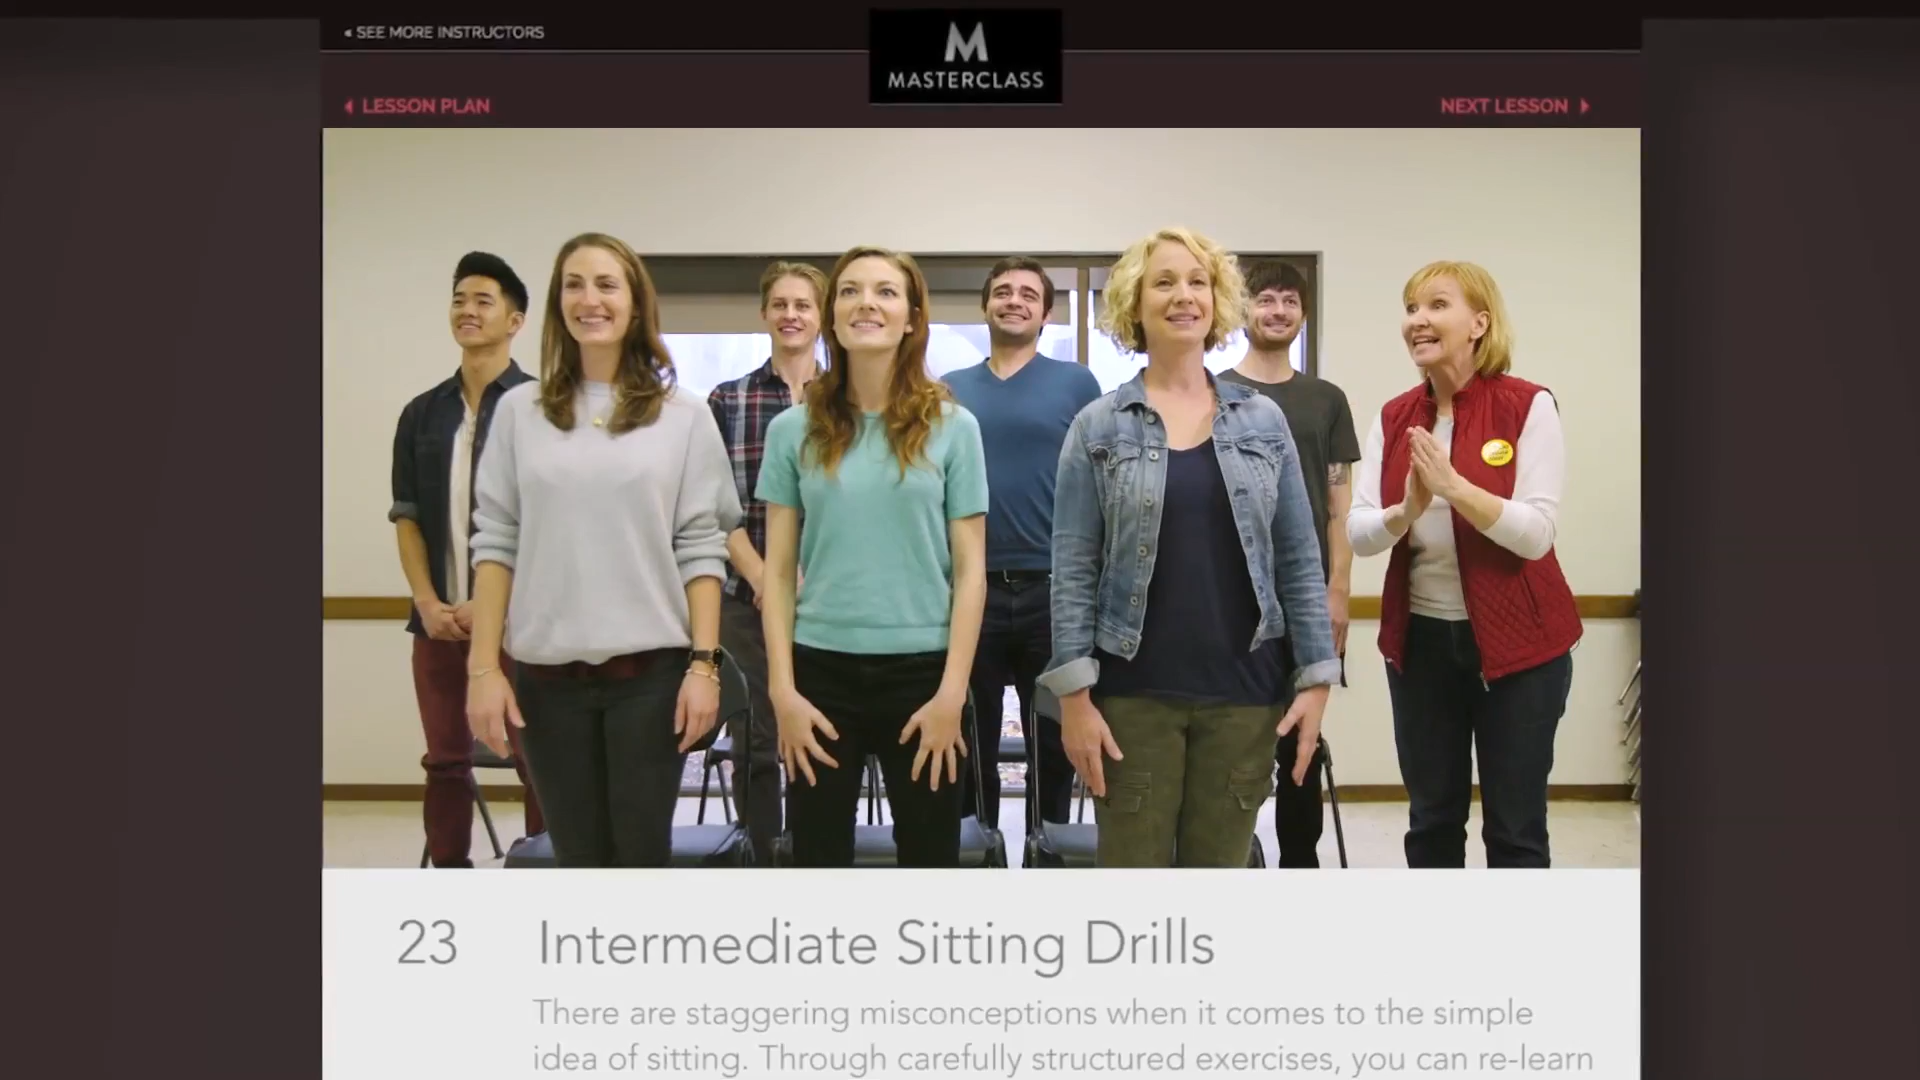 « SEE MORE INSTRUCTORS
M
MASTERCLASS
LESSON PLAN
NEXT LESSON
23 Intermediate Sitting Drills
There are staggering misconceptions when it comes to the simple
idea of sitting. Through carefully structured exercises, you can re-learn